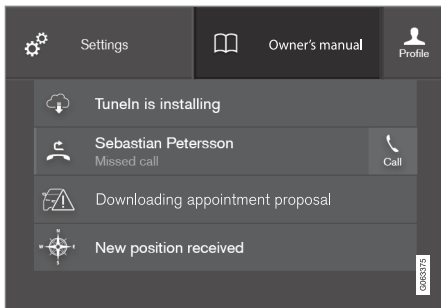 Settings
Owner's manual
Profile
TuneIn is installing
Sebastian Petersson
Missed call
Call
Downloading appointment proposal
N
W
E
S
New position received
G063375